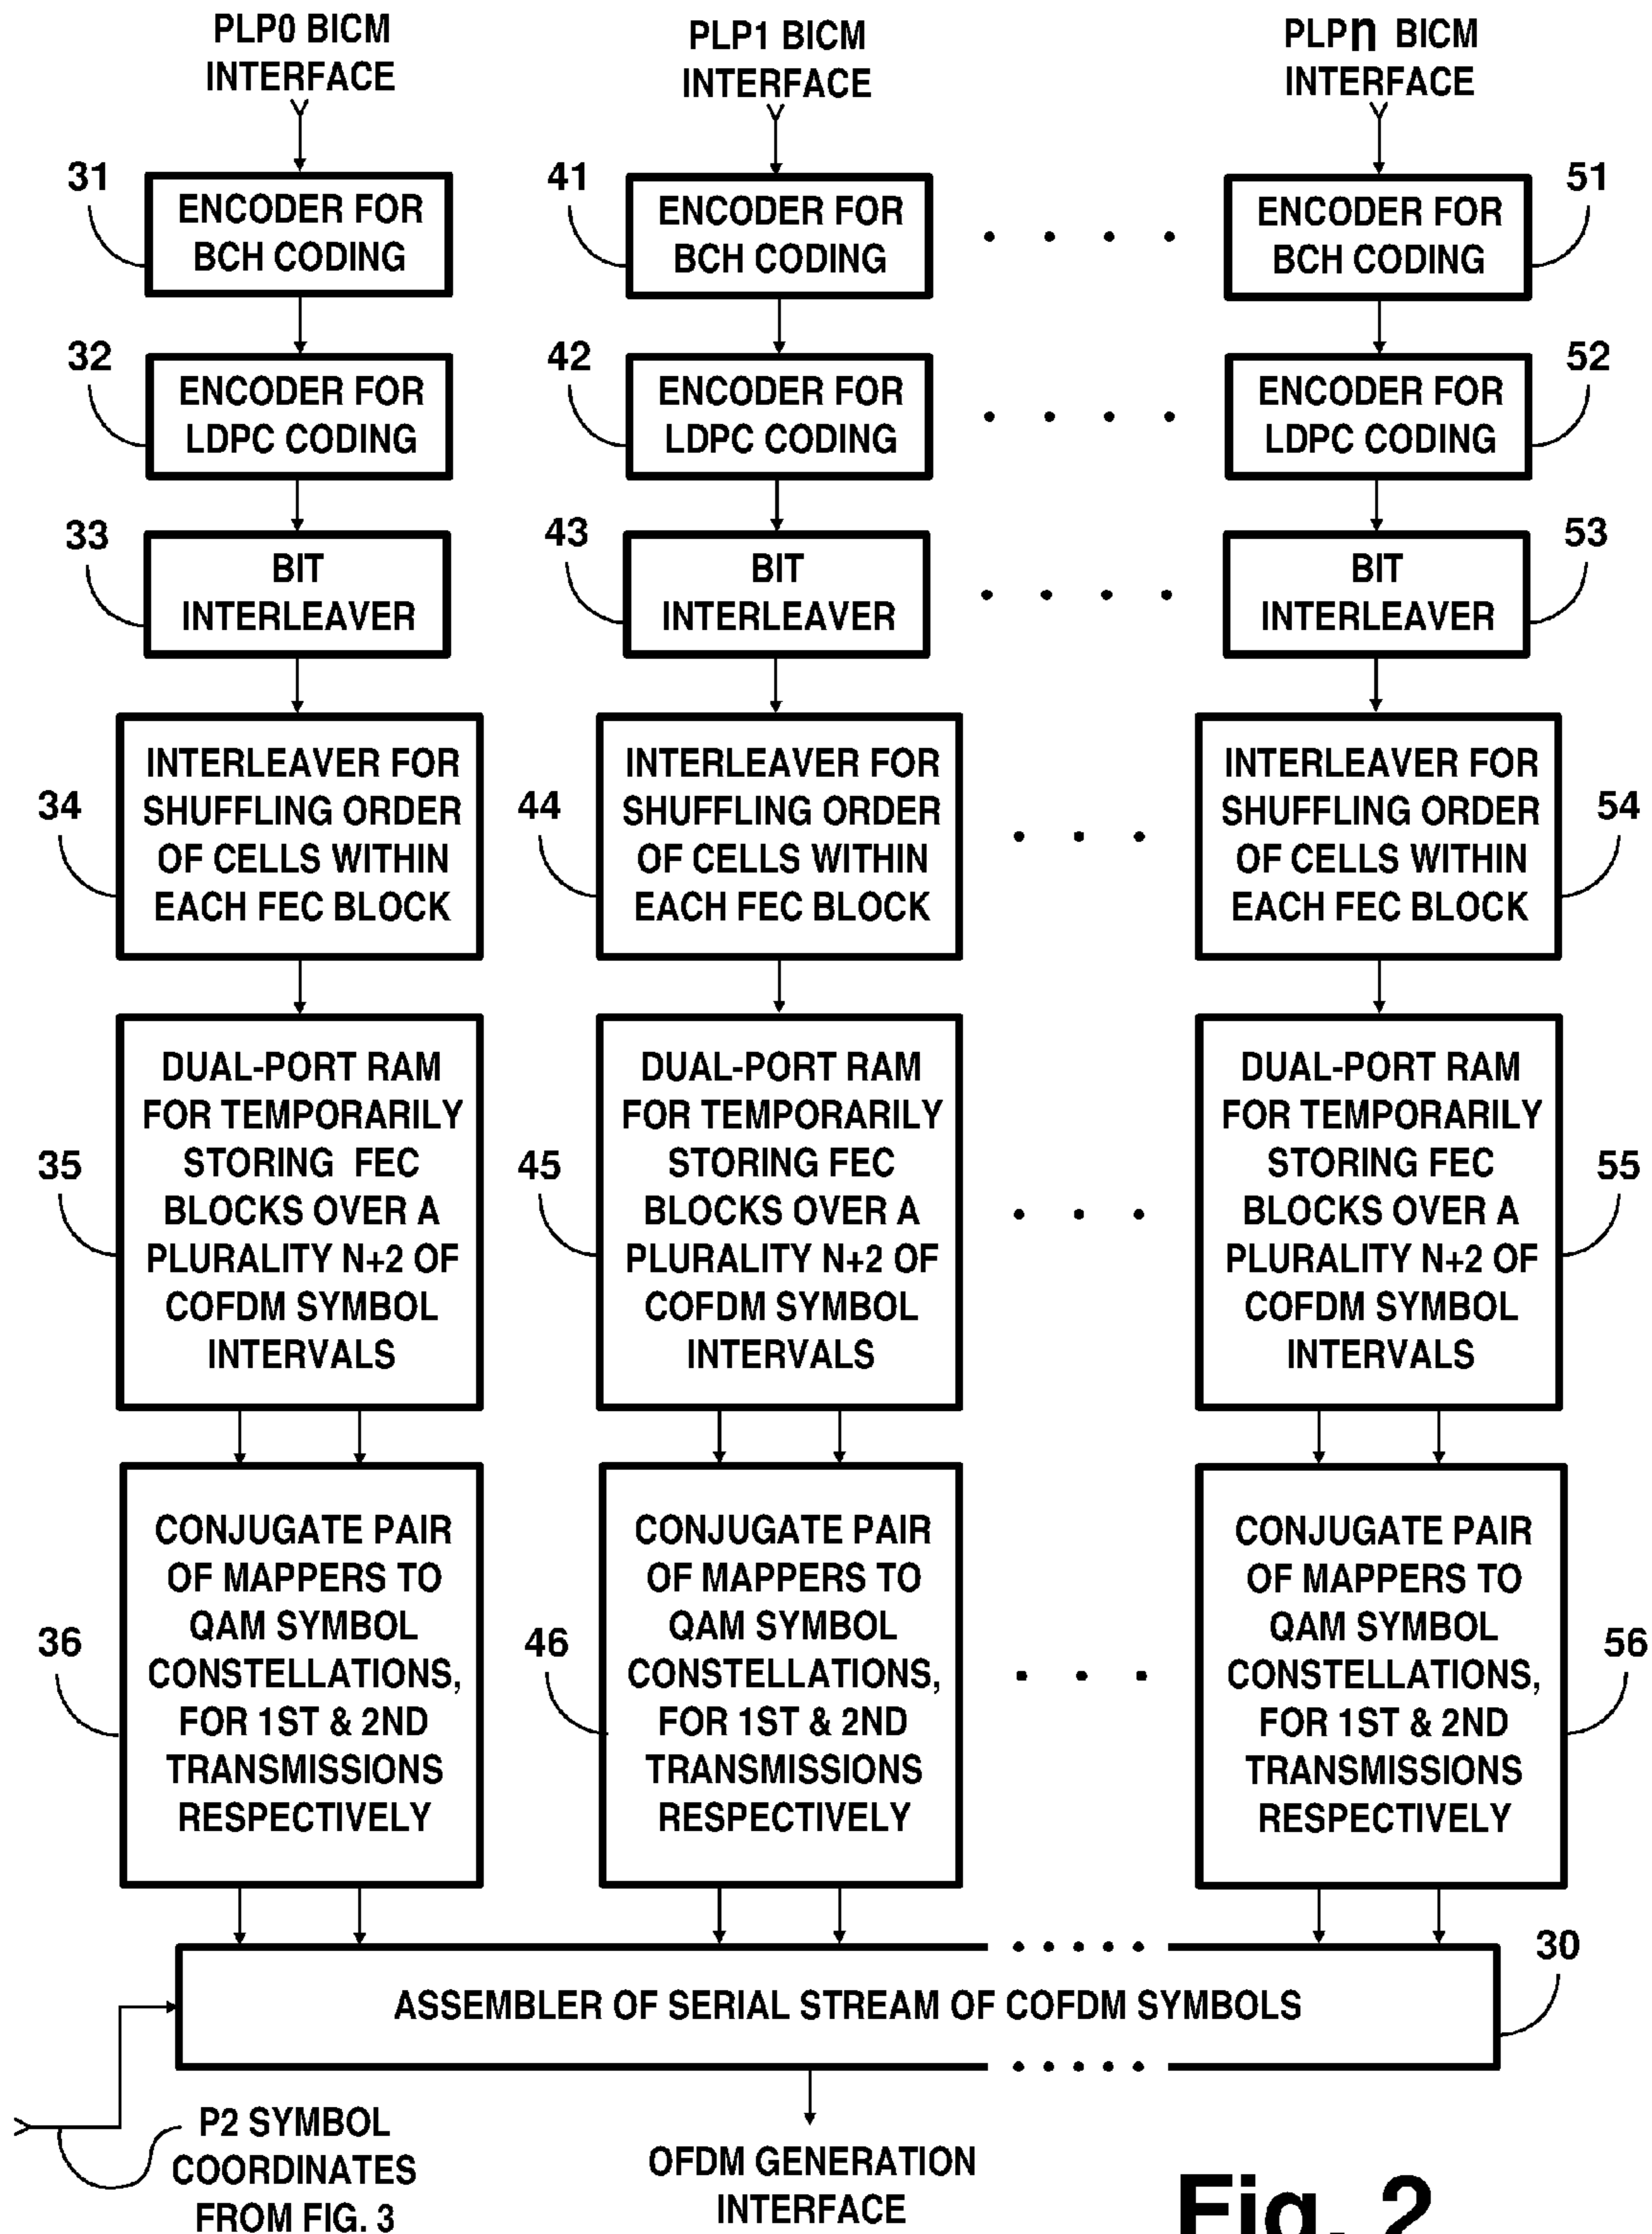 PLP0 BICM
INTERFACE
PLP1 BICM
INTERFACE
PLPn BICM
INTERFACE
31
ENCODER FOR
BCH CODING
41
ENCODER FOR
BCH CODING
51
ENCODER FOR
BCH CODING
32
ENCODER FOR
LDPC CODING
42
ENCODER FOR
LDPC CODING
52
ENCODER FOR
LDPC CODING
33
BIT
INTERLEAVER
43
BIT
INTERLEAVER
53
BIT
INTERLEAVER
34
INTERLEAVER FOR
SHUFFLING ORDER
OF CELLS WITHIN
EACH FEC BLOCK
44
INTERLEAVER FOR
SHUFFLING ORDER
OF CELLS WITHIN
EACH FEC BLOCK
54
INTERLEAVER FOR
SHUFFLING ORDER
OF CELLS WITHIN
EACH FEC BLOCK
35
DUAL-PORT RAM
FOR TEMPORARILY
STORING FEC
BLOCKS OVER A
PLURALITY N+2 OF
COFDM SYMBOL
INTERVALS
45
DUAL-PORT RAM
FOR TEMPORARILY
STORING FEC
BLOCKS OVER A
PLURALITY N+2 OF
COFDM SYMBOL
INTERVALS
55
DUAL-PORT RAM
FOR TEMPORARILY
STORING FEC
BLOCKS OVER A
PLURALITY N+2 OF
COFDM SYMBOL
INTERVALS
36
CONJUGATE PAIR
OF MAPPERS TO
QAM SYMBOL
CONSTELLATIONS,
FOR 1ST & 2ND
TRANSMISSIONS
RESPECTIVELY
46
CONJUGATE PAIR
OF MAPPERS TO
QAM SYMBOL
CONSTELLATIONS,
FOR 1ST & 2ND
TRANSMISSIONS
RESPECTIVELY
56
CONJUGATE PAIR
OF MAPPERS TO
QAM SYMBOL
CONSTELLATIONS,
FOR 1ST & 2ND
TRANSMISSIONS
RESPECTIVELY
30
ASSEMBLER OF SERIAL STREAM OF COFDM SYMBOLS
P2 SYMBOL
COORDINATES
FROM FIG. 3
OFDM GENERATION
INTERFACE
Fig. 2